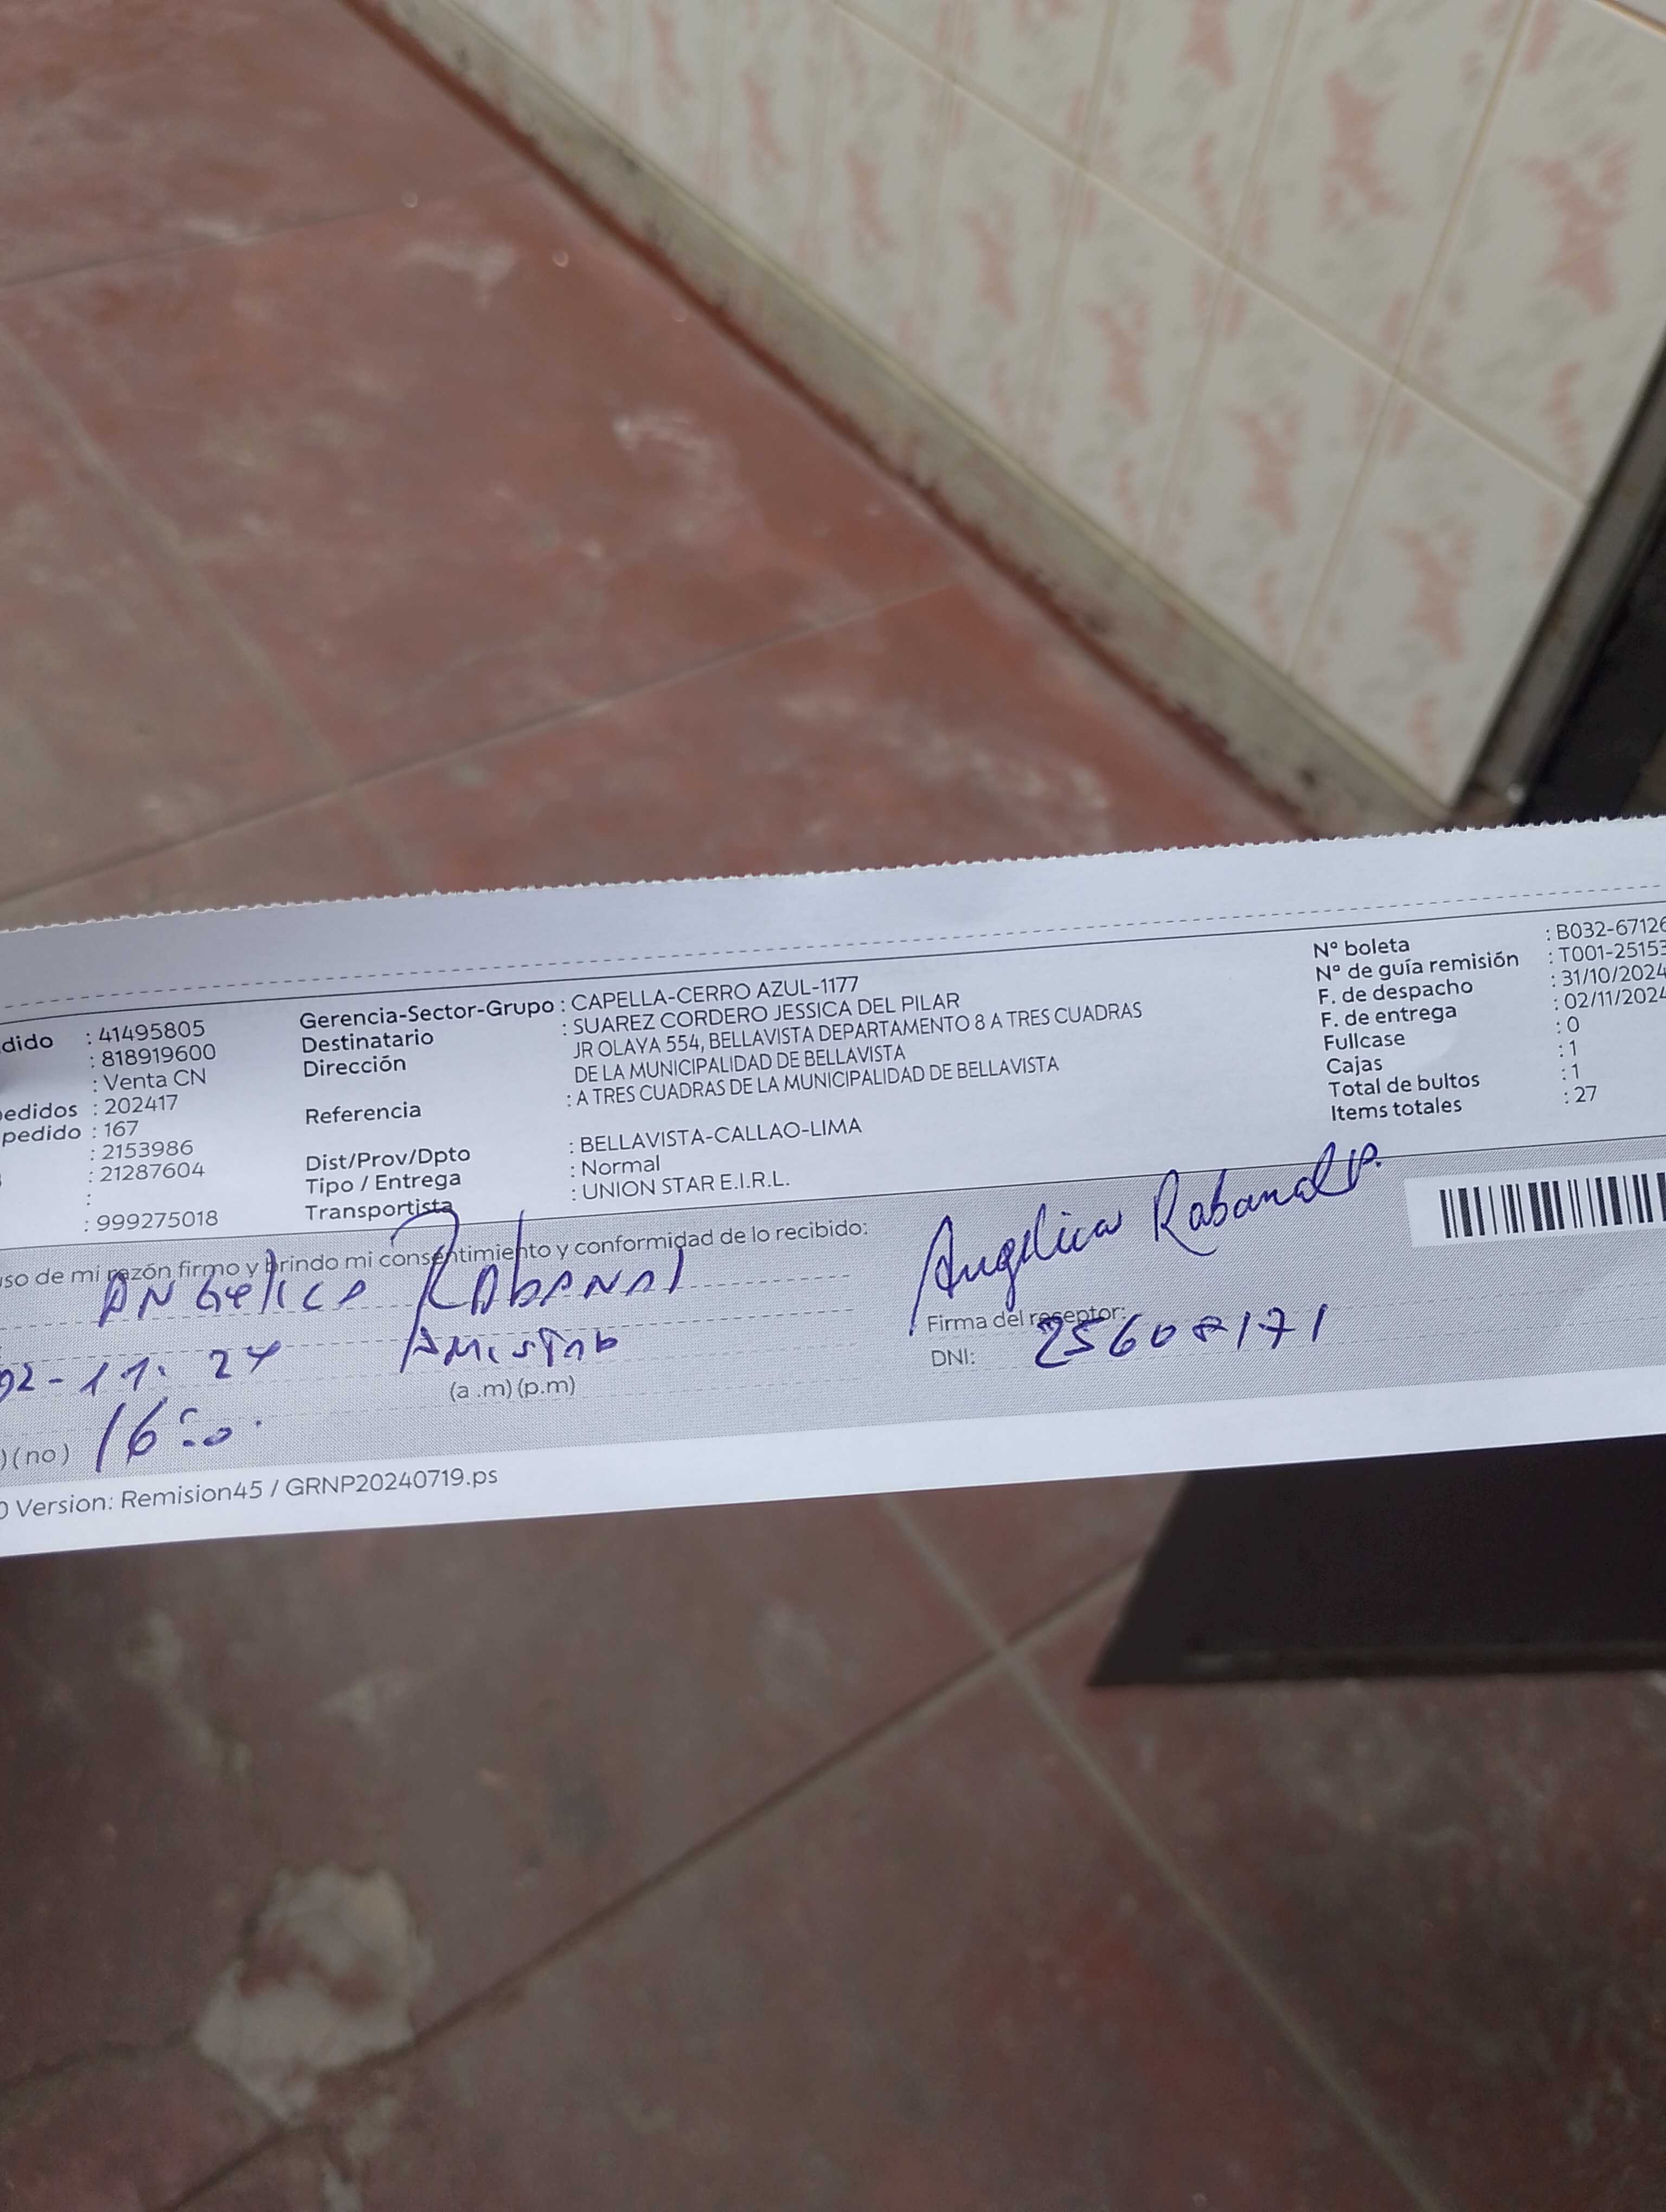 dido : 41495805
: 818919600
: Venta CN
edidos : 202417
pedido : 167
: 2153986
: 21287604
:
: 999275018
Gerencia-Sector-Grupo : CAPELLA-CERRO AZUL-1177
Destinatario : SUAREZ CORDERO JESSICA DEL PILAR
Dirección JR OLAYA 554, BELLAVISTA DEPARTAMENTO 8 A TRES CUADRAS
DE LA MUNICIPALIDAD DE BELLAVISTA
Referencia : A TRES CUADRAS DE LA MUNICIPALIDAD DE BELLAVISTA
Dist/Prov/Dpto : BELLAVISTA-CALLAO-LIMA
Tipo / Entrega : Normal
Transportista : UNION STAR E.I.R.L.
Nº boleta : B032-67126
Nº de guía remisión : T001-25153
F. de despacho : 31/10/2024
F. de entrega : 02/11/2024
Fullcase : 0
Cajas : 1
Total de bultos : 1
Items totales : 27
uso de mi razón firmo y brindo mi consentimiento y conformidad de lo recibido:
ANGelica RABANAl
Amistad
02-11-24
(a .m) (p.m)
)(no) 16:00
Angelica Rabanal P.
Firma del receptor:
DNI: 25608171
0 Version: Remision45 / GRNP20240719.ps